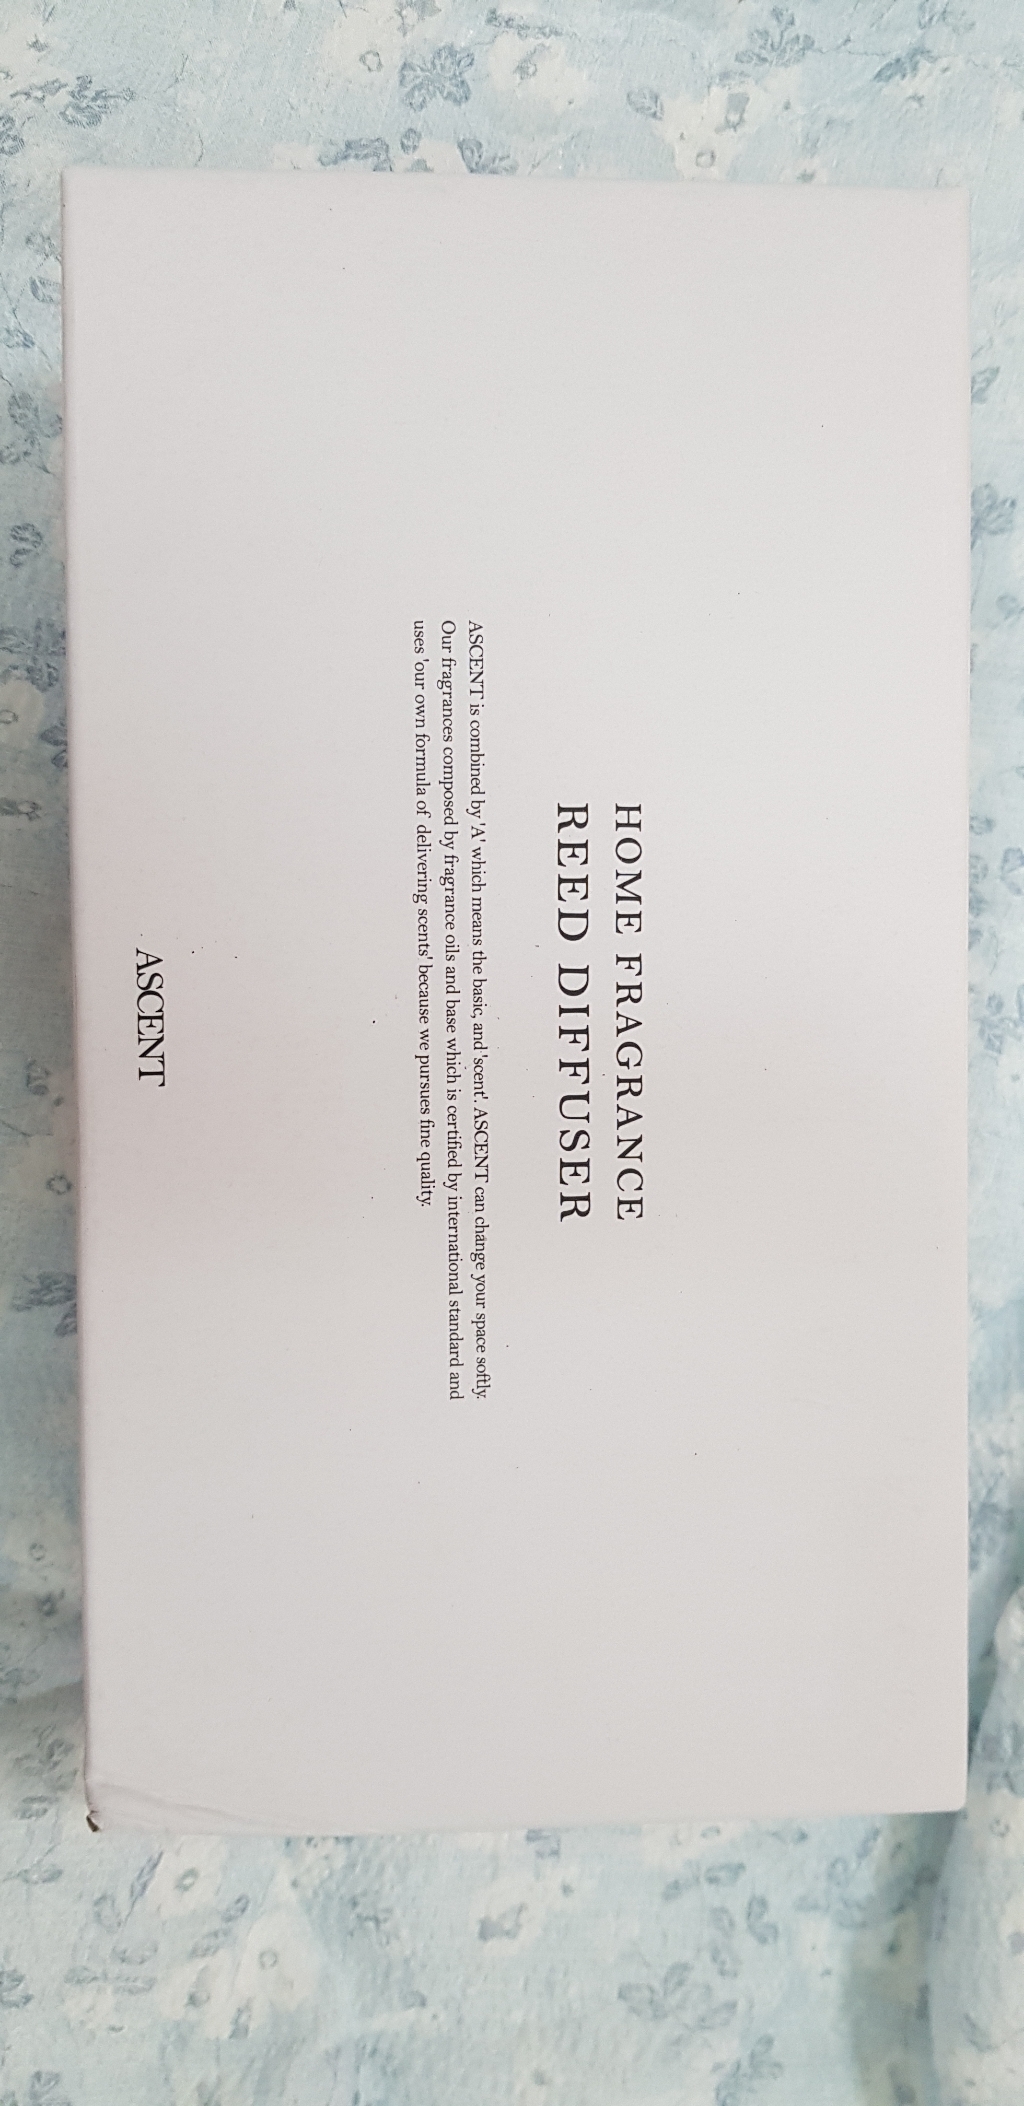 HOME FRAGRANCE
REED DIFFUSER
ASCENT is combined by 'A' which means the basic, and 'scent'. ASCENT can change your space softly.
Our fragrances composed by fragrance oils and base which is certified by international standard and
uses 'our own formula of delivering scents' because we pursues fine quality.
ASCENT